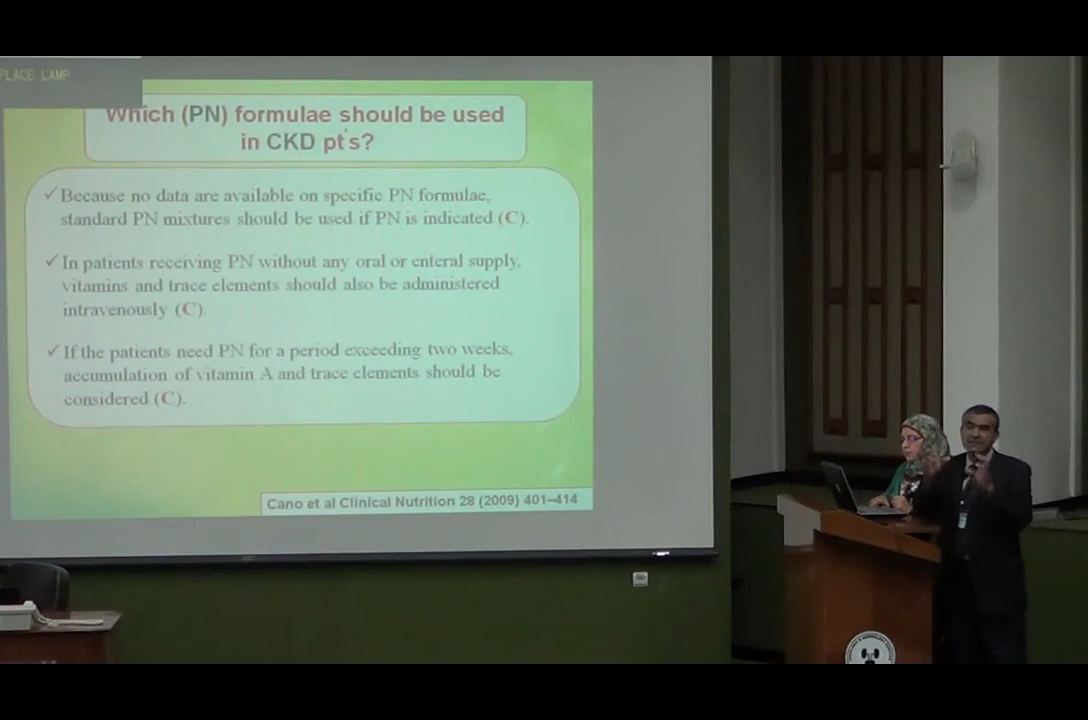 PLACE LAMP
Which (PN) formulae should be used
in CKD pt's?
✓Because no data are available on specific PN formulae,
standard PN mixtures should be used if PN is indicated (C).
✓In patients receiving PN without any oral or enteral supply,
vitamins and trace elements should also be administered
intravenously (C).
✓If the patients need PN for a period exceeding two weeks,
accumulation of vitamin A and trace elements should be
considered (C).
Cano et al Clinical Nutrition 28 (2009) 401–414